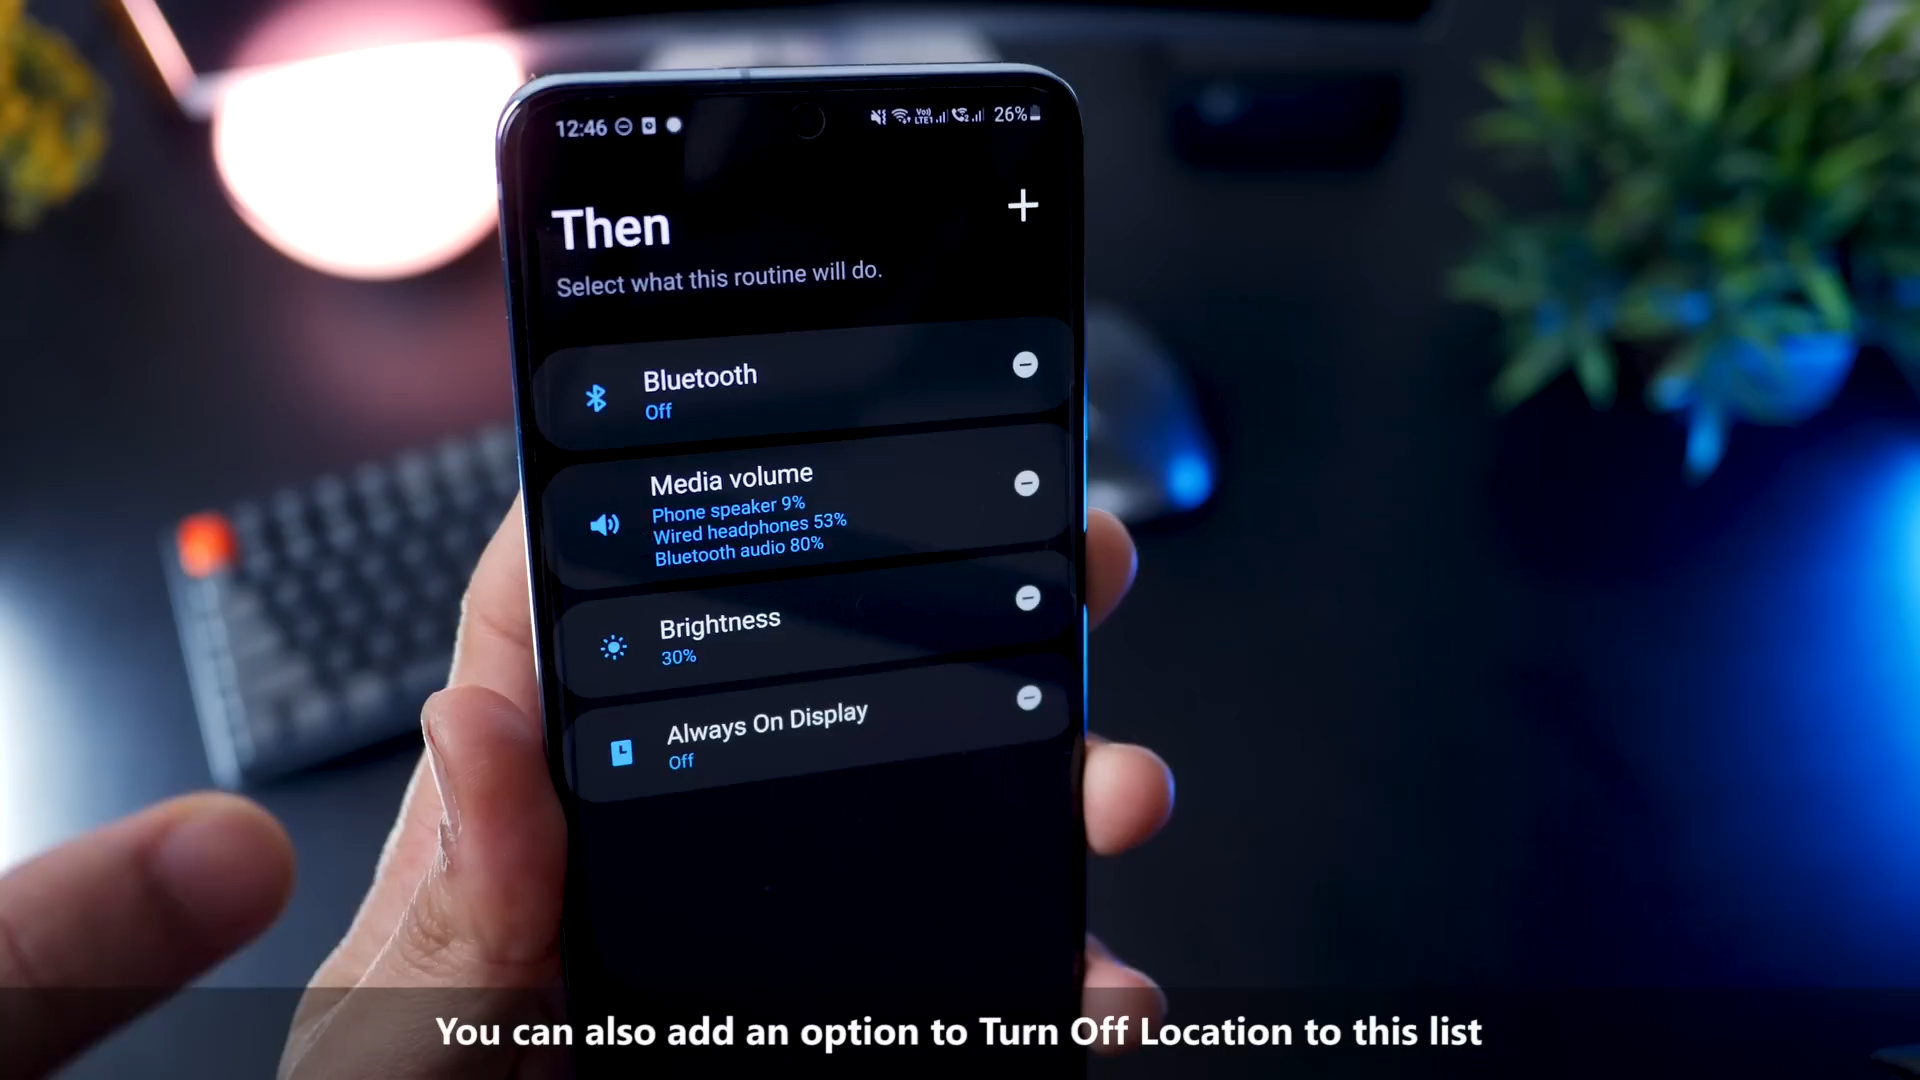 12:46
26%
Then
Select what this routine will do.
Bluetooth
Off
Media volume
Phone speaker 9%
Wired headphones 53%
Bluetooth audio 80%
Brightness
30%
Always On Display
Off
You can also add an option to Turn Off Location to this list